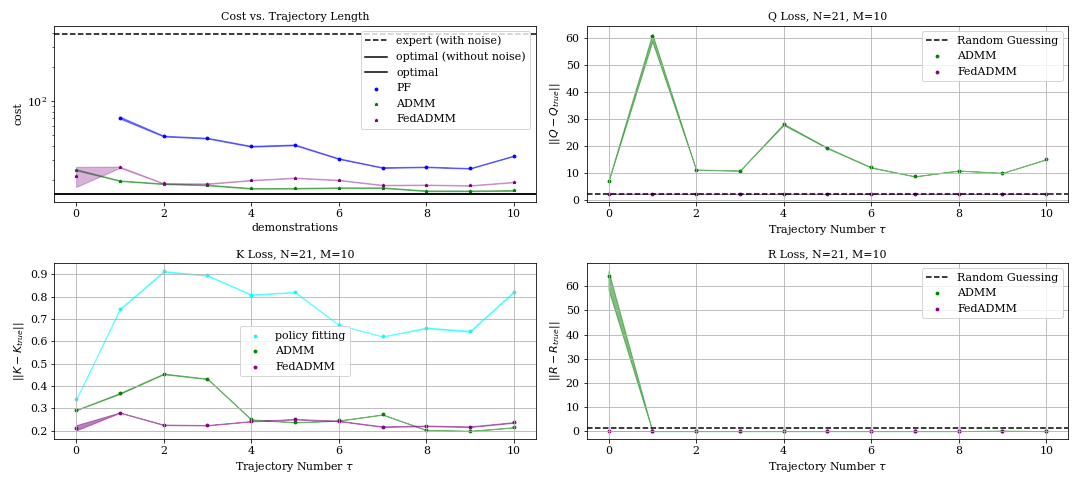 Cost vs. Trajectory Length
cost
10²
expert (with noise)
optimal (without noise)
optimal
PF
ADMM
FedADMM
0 2 4 6 8 10
demonstrations
Q Loss, N=21, M=10
||Q − Q_true||
60
50
40
30
20
10
0
Random Guessing
ADMM
FedADMM
0 2 4 6 8 10
Trajectory Number τ
K Loss, N=21, M=10
||K − K_true||
0.9
0.8
0.7
0.6
0.5
0.4
0.3
0.2
policy fitting
ADMM
FedADMM
0 2 4 6 8 10
Trajectory Number τ
R Loss, N=21, M=10
||R − R_true||
60
50
40
30
20
10
0
Random Guessing
ADMM
FedADMM
0 2 4 6 8 10
Trajectory Number τ